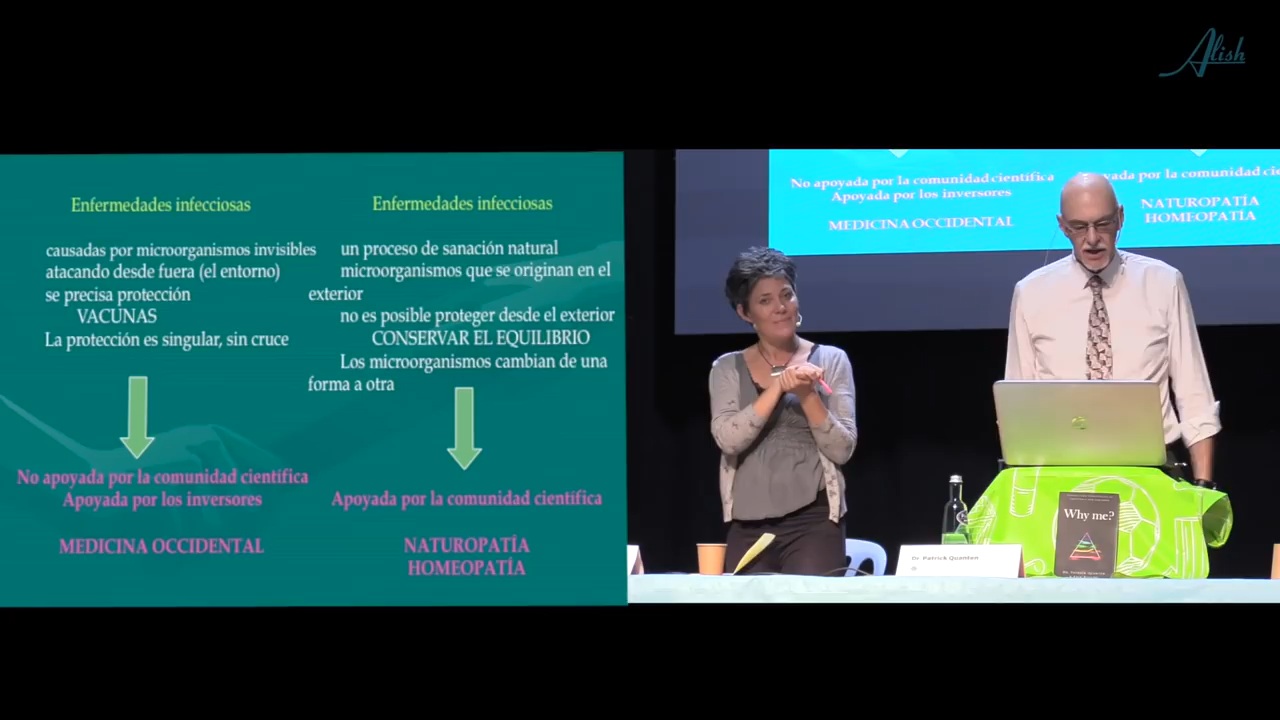 Alish
Enfermedades infecciosas
causadas por microorganismos invisibles
atacando desde fuera (el entorno)
se precisa protección
VACUNAS
La protección es singular, sin cruce
No apoyada por la comunidad científica
Apoyada por los inversores
MEDICINA OCCIDENTAL
Enfermedades infecciosas
un proceso de sanación natural
microorganismos que se originan en el
exterior
no es posible proteger desde el exterior
CONSERVAR EL EQUILIBRIO
Los microorganismos cambian de una
forma a otra
Apoyada por la comunidad científica
NATUROPATÍA
HOMEOPATÍA
No apoyada por la comunidad científica
Apoyada por los inversores
MEDICINA OCCIDENTAL
por la comunidad
NATUROPATÍA
HOMEOPATÍA
Dr. Patrick Quanten
Why me?